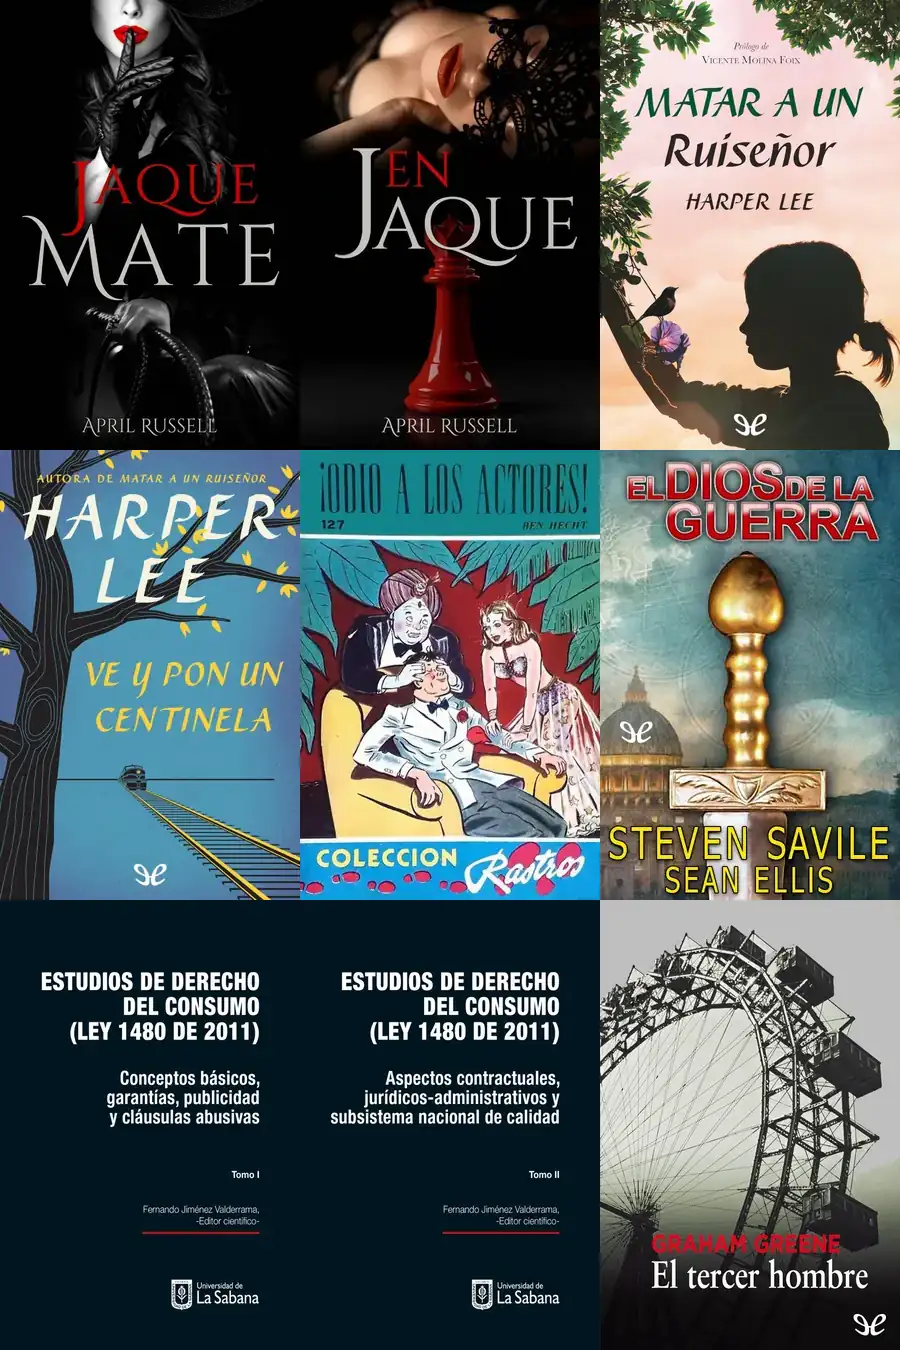 JAQUE
MATE
APRIL RUSSELL
EN
JAQUE
APRIL RUSSELL
Prólogo de
VICENTE MOLINA FOIX
MATAR A UN
Ruiseñor
HARPER LEE
AUTORA DE MATAR A UN RUISEÑOR
HARPER
LEE
VE Y PON UN
CENTINELA
¡ODIO A LOS ACTORES!
127
BEN HECHT
COLECCION
Rastros
EL DIOS DE LA
GUERRA
STEVEN SAVILE
SEAN ELLIS
ESTUDIOS DE DERECHO
DEL CONSUMO
(LEY 1480 DE 2011)
Conceptos básicos,
garantías, publicidad
y cláusulas abusivas
Tomo I
Fernando Jiménez Valderrama,
-Editor científico-
Universidad de
La Sabana
ESTUDIOS DE DERECHO
DEL CONSUMO
(LEY 1480 DE 2011)
Aspectos contractuales,
jurídicos-administrativos y
subsistema nacional de calidad
Tomo II
Fernando Jiménez Valderrama,
-Editor científico-
Universidad de
La Sabana
GRAHAM GREENE
El tercer hombre